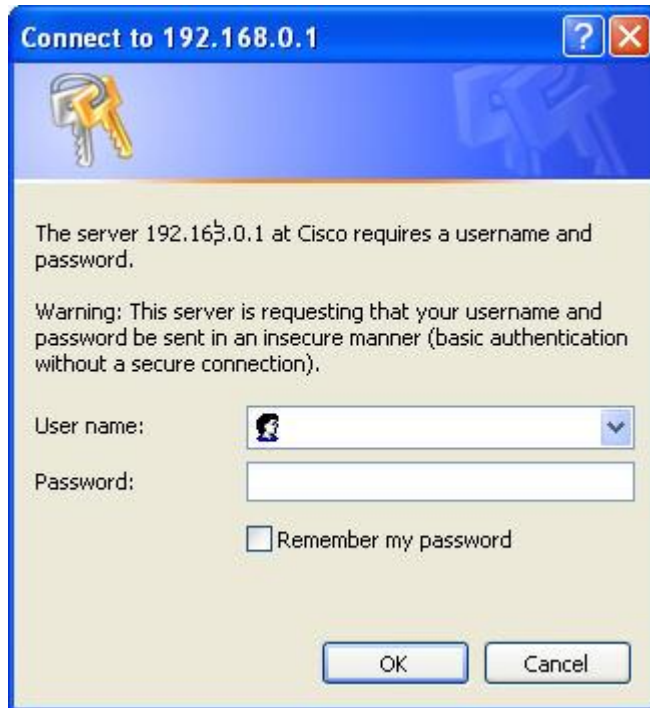 Connect to 192.168.0.1
The server 192.168.0.1 at Cisco requires a username and
password.
Warning: This server is requesting that your username and
password be sent in an insecure manner (basic authentication
without a secure connection).
User name:
Password:
Remember my password
OK
Cancel